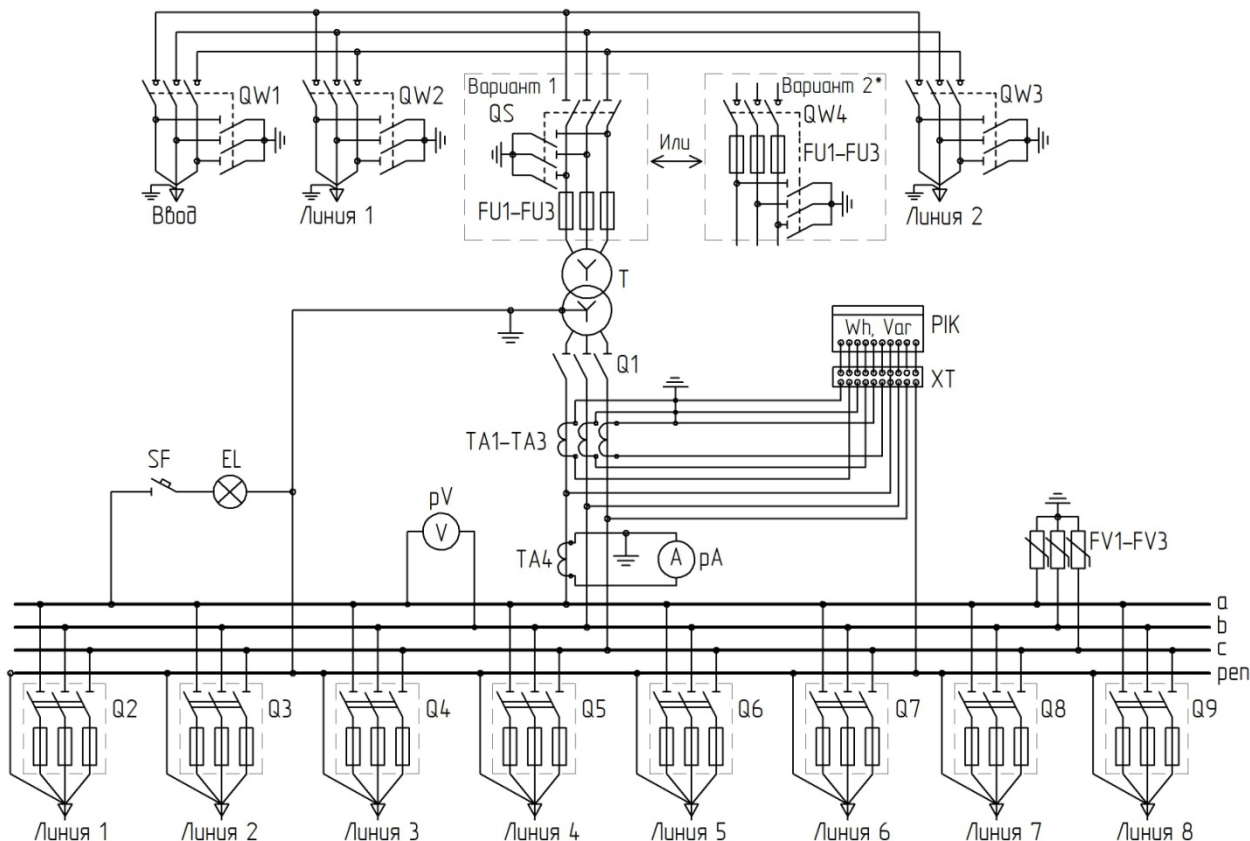 Вариант 1
Вариант 2*
QW1
QW2
QS
QW4
QW3
Или
FU1-FU3
FU1-FU3
Ввод
Линия 1
Линия 2
T
Wh, Var
PIK
Q1
XT
TA1-TA3
SF
EL
pV
V
TA4
A
pA
FV1-FV3
a
b
c
pen
Q2
Q3
Q4
Q5
Q6
Q7
Q8
Q9
Линия 1
Линия 2
Линия 3
Линия 4
Линия 5
Линия 6
Линия 7
Линия 8